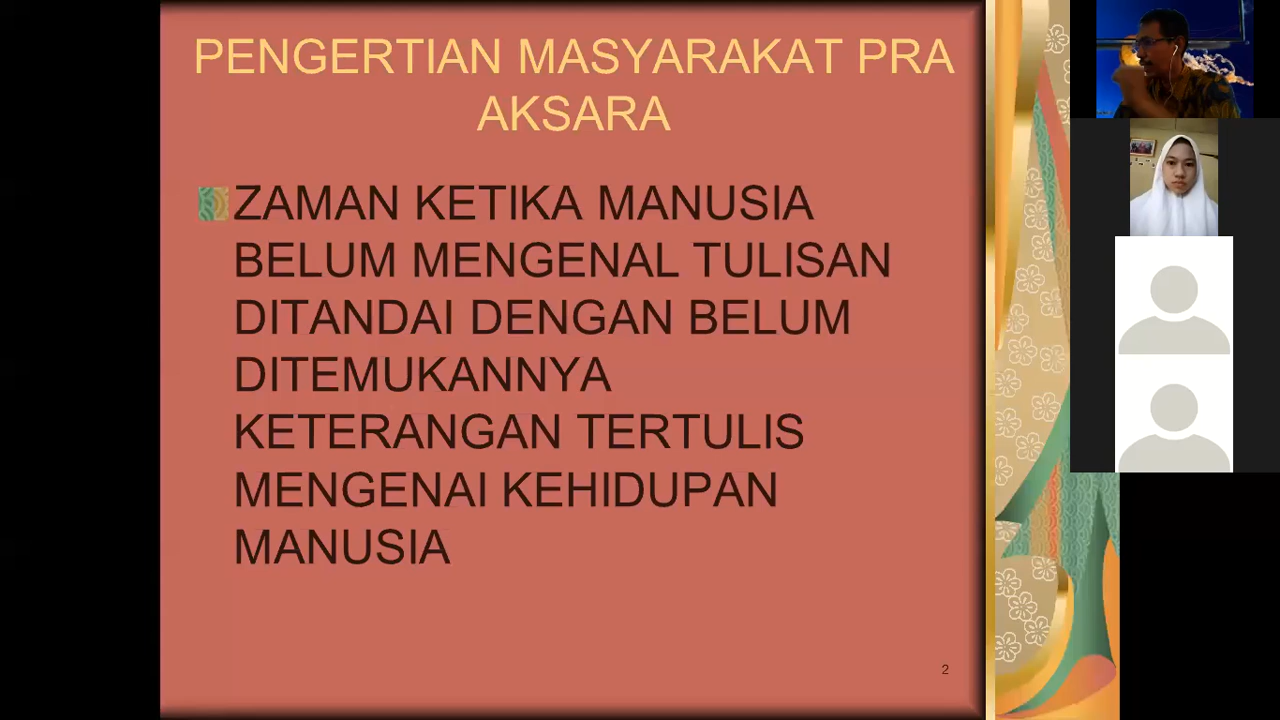 PENGERTIAN MASYARAKAT PRA
AKSARA
ZAMAN KETIKA MANUSIA
BELUM MENGENAL TULISAN
DITANDAI DENGAN BELUM
DITEMUKANNYA
KETERANGAN TERTULIS
MENGENAI KEHIDUPAN
MANUSIA
2